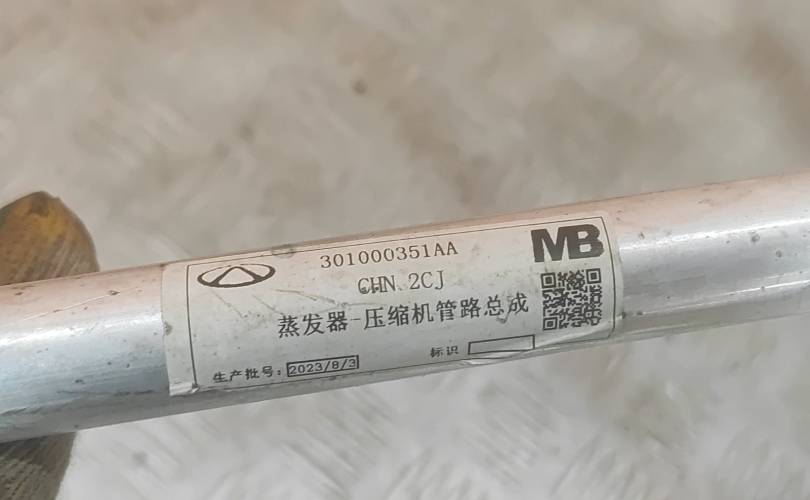 301000351AA
MB
CHN 2CJ
蒸发器-压缩机管路总成
生产批号:2023/8/3
标识